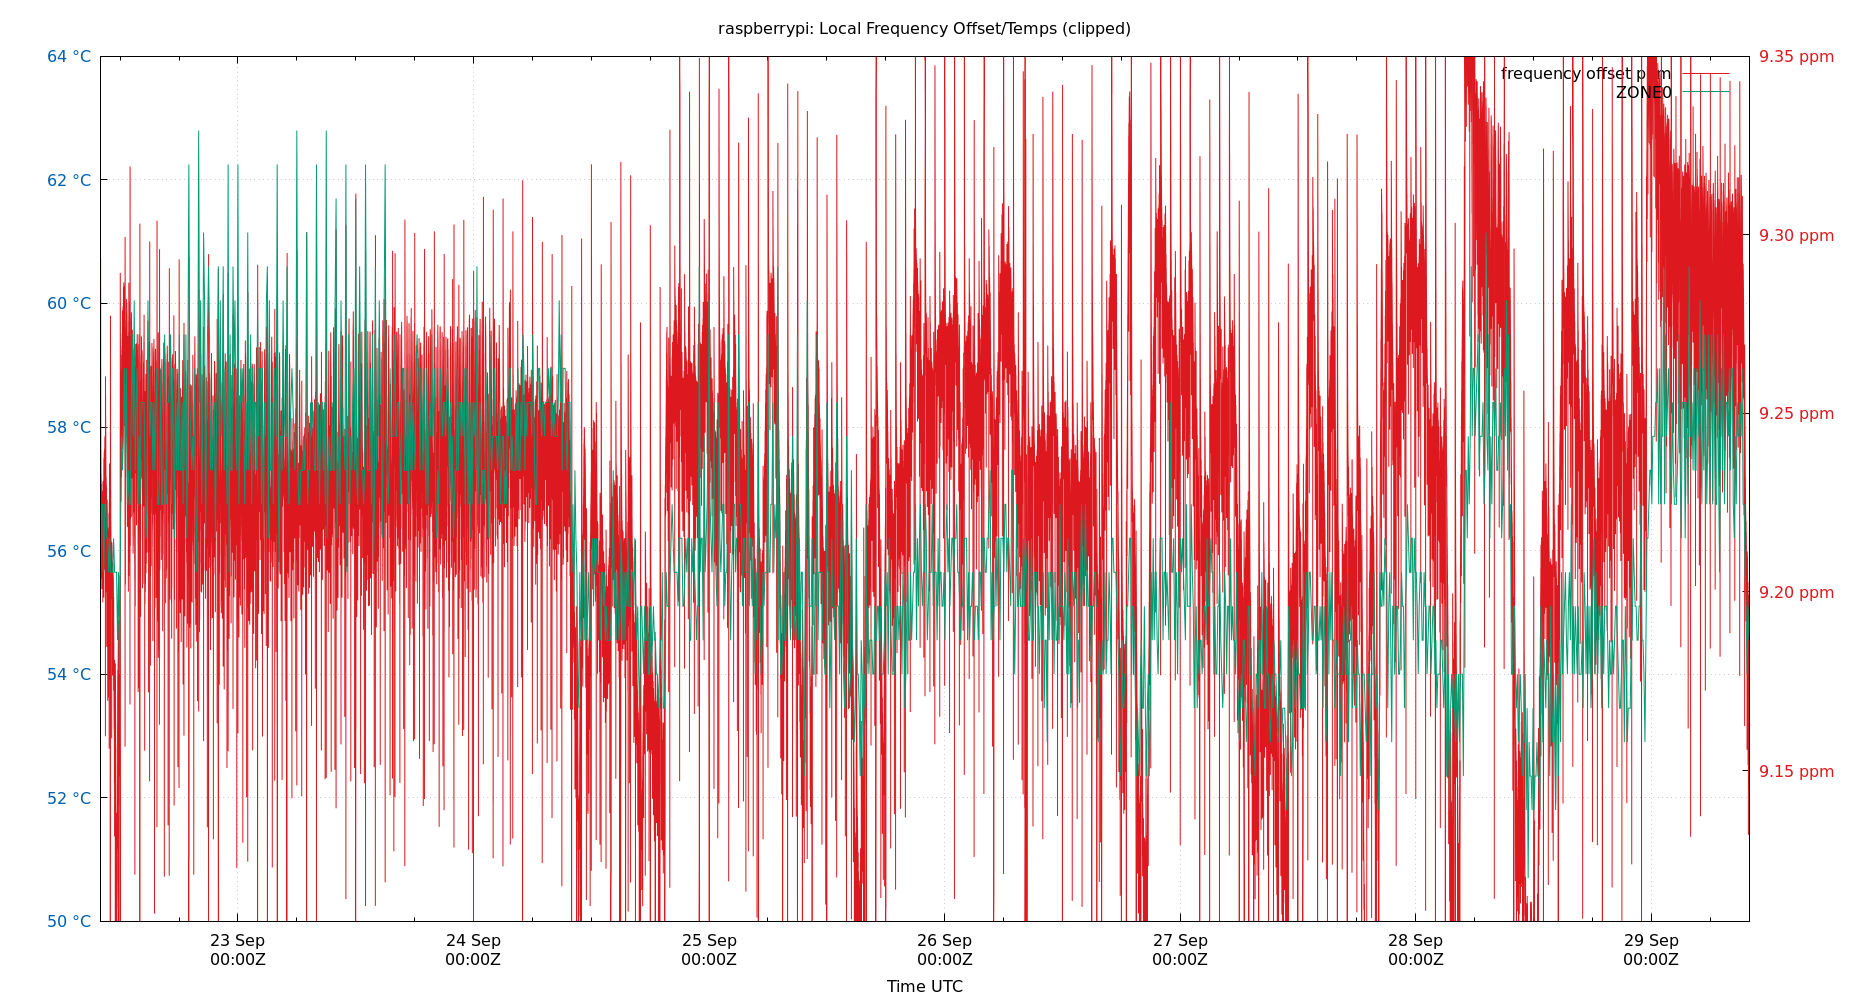 raspberrypi: Local Frequency Offset/Temps (clipped)
64 °C
62 °C
60 °C
58 °C
56 °C
54 °C
52 °C
50 °C
9.35 ppm
9.30 ppm
9.25 ppm
9.20 ppm
9.15 ppm
frequency offset ppm
ZONE0
23 Sep
00:00Z
24 Sep
00:00Z
25 Sep
00:00Z
26 Sep
00:00Z
27 Sep
00:00Z
28 Sep
00:00Z
29 Sep
00:00Z
Time UTC